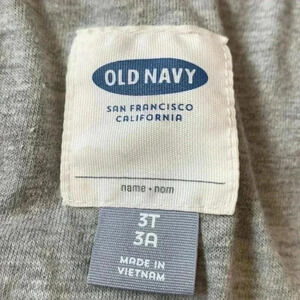 OLD NAVY
SAN FRANCISCO
CALIFORNIA
name • nom
3T
3A
MADE IN
VIETNAM